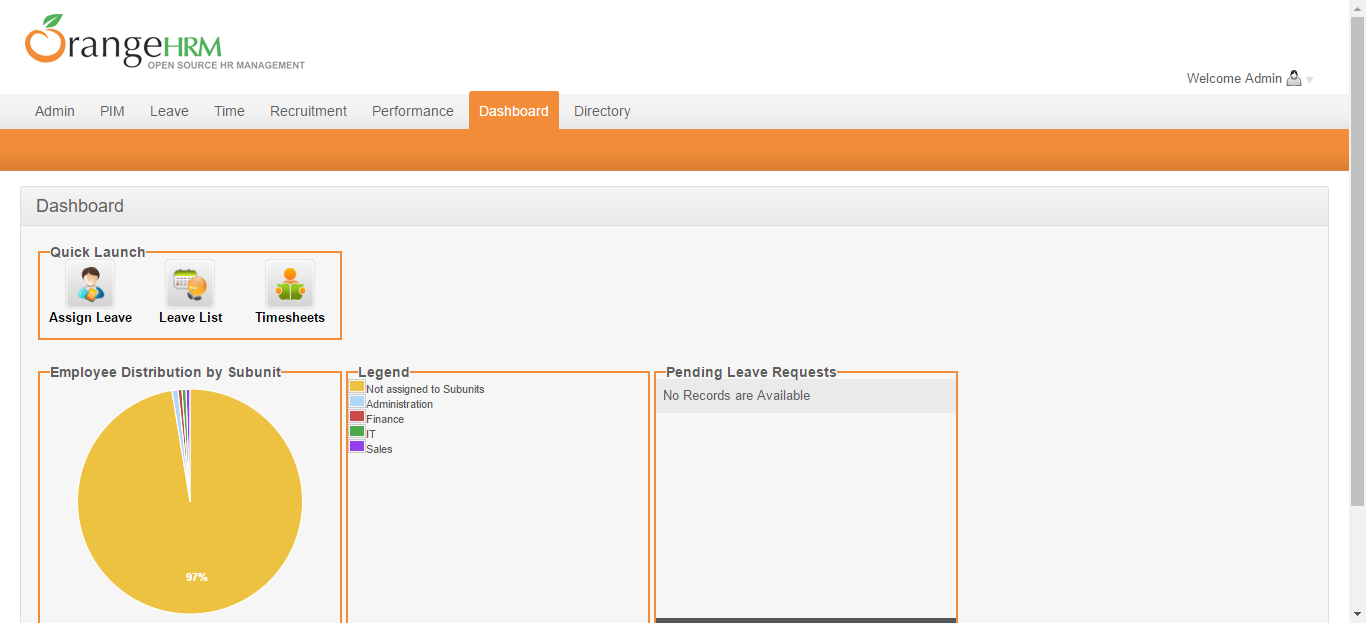 OrangeHRM
OPEN SOURCE HR MANAGEMENT
Welcome Admin
Admin PIM Leave Time Recruitment Performance Dashboard Directory
Dashboard
Quick Launch
Assign Leave Leave List Timesheets
Employee Distribution by Subunit
97%
Legend
Not assigned to Subunits
Administration
Finance
IT
Sales
Pending Leave Requests
No Records are Available